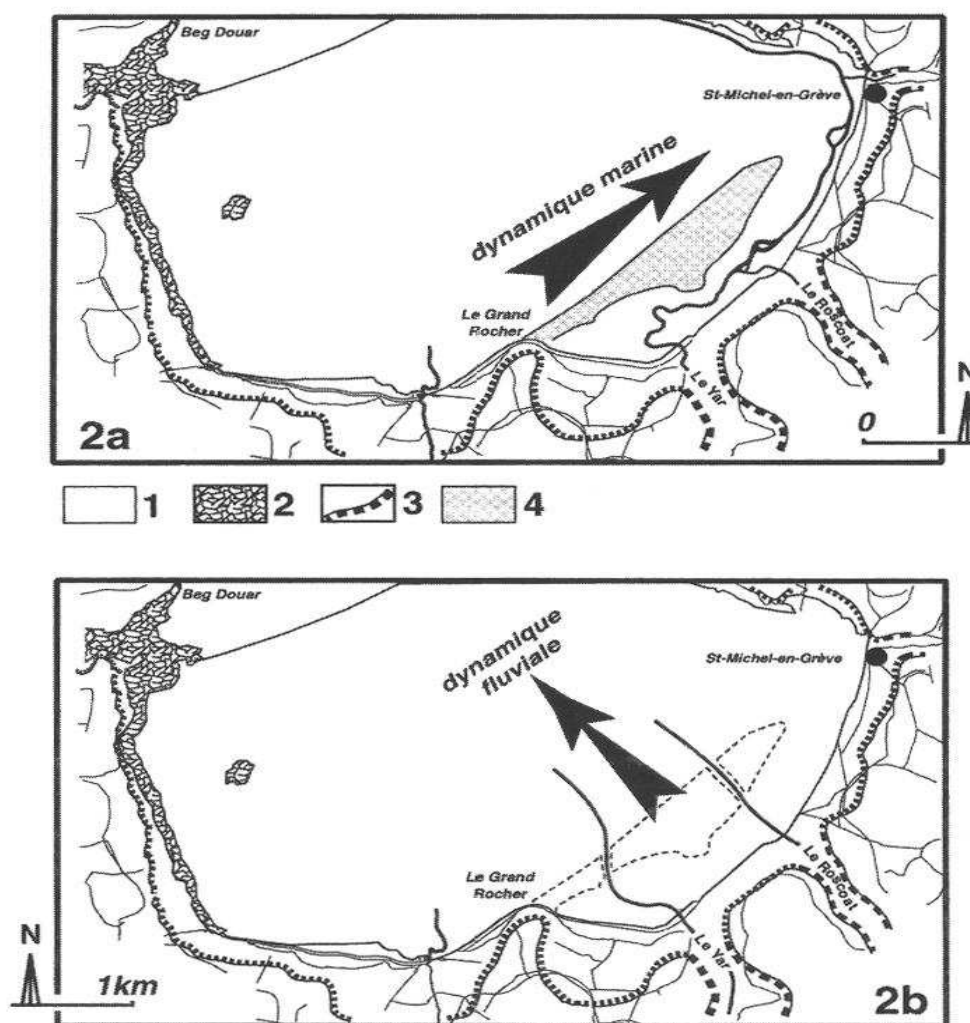 Beg Douar
St-Michel-en-Grève
dynamique marine
Le Grand
Rocher
Le Roscoat
Le Yar
N
2a
0
1
2
3
4
Beg Douar
dynamique
fluviale
St-Michel-en-Grève
Le Grand
Rocher
Le Roscoat
Le Yar
N
1km
2b